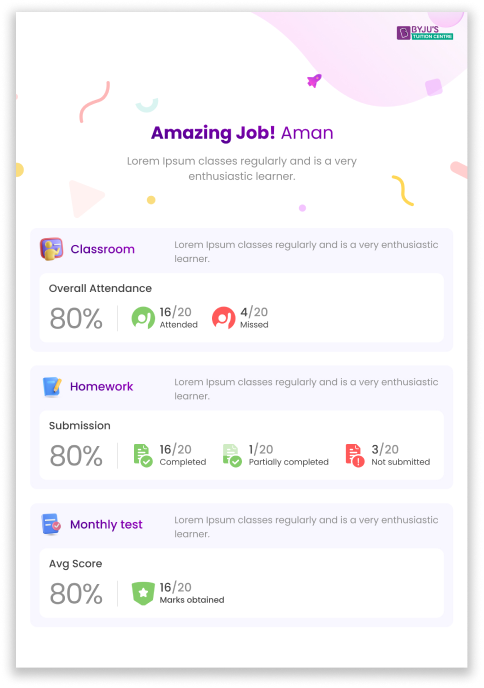 BYJU'S
TUITION CENTRE
Amazing Job! Aman
Lorem Ipsum classes regularly and is a very
enthusiastic learner.
Classroom
Lorem Ipsum classes regularly and is a very enthusiastic
learner.
Overall Attendance
80%
16/20
Attended
4/20
Missed
Homework
Lorem Ipsum classes regularly and is a very enthusiastic
learner.
Submission
80%
16/20
Completed
1/20
Partially completed
3/20
Not submitted
Monthly test
Lorem Ipsum classes regularly and is a very enthusiastic
learner.
Avg Score
80%
16/20
Marks obtained